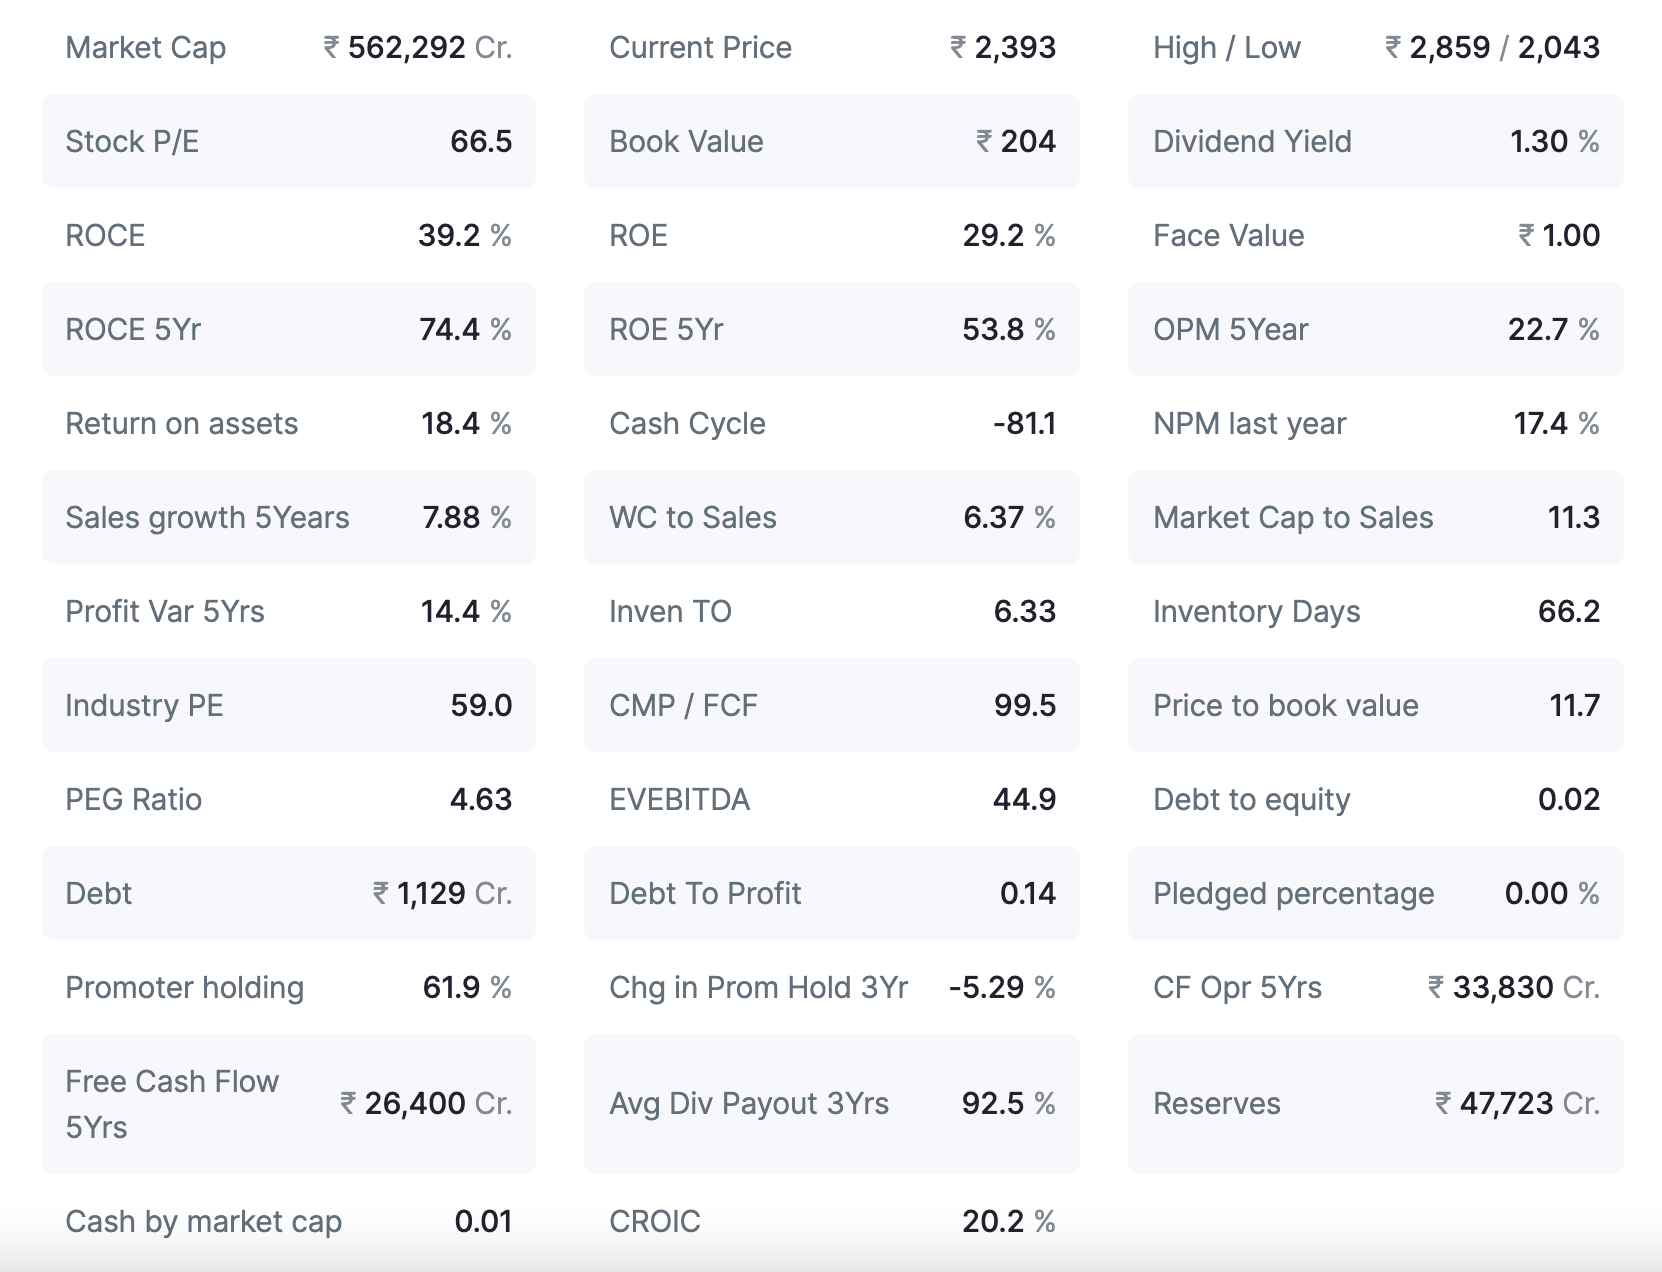 Market Cap ₹ 562,292 Cr. Current Price ₹ 2,393 High / Low ₹ 2,859 / 2,043
Stock P/E 66.5 Book Value ₹ 204 Dividend Yield 1.30 %
ROCE 39.2 % ROE 29.2 % Face Value ₹ 1.00
ROCE 5Yr 74.4 % ROE 5Yr 53.8 % OPM 5Year 22.7 %
Return on assets 18.4 % Cash Cycle -81.1 NPM last year 17.4 %
Sales growth 5Years 7.88 % WC to Sales 6.37 % Market Cap to Sales 11.3
Profit Var 5Yrs 14.4 % Inven TO 6.33 Inventory Days 66.2
Industry PE 59.0 CMP / FCF 99.5 Price to book value 11.7
PEG Ratio 4.63 EVEBITDA 44.9 Debt to equity 0.02
Debt ₹ 1,129 Cr. Debt To Profit 0.14 Pledged percentage 0.00 %
Promoter holding 61.9 % Chg in Prom Hold 3Yr -5.29 % CF Opr 5Yrs ₹ 33,830 Cr.
Free Cash Flow
5Yrs ₹ 26,400 Cr. Avg Div Payout 3Yrs 92.5 % Reserves ₹ 47,723 Cr.
Cash by market cap 0.01 CROIC 20.2 %